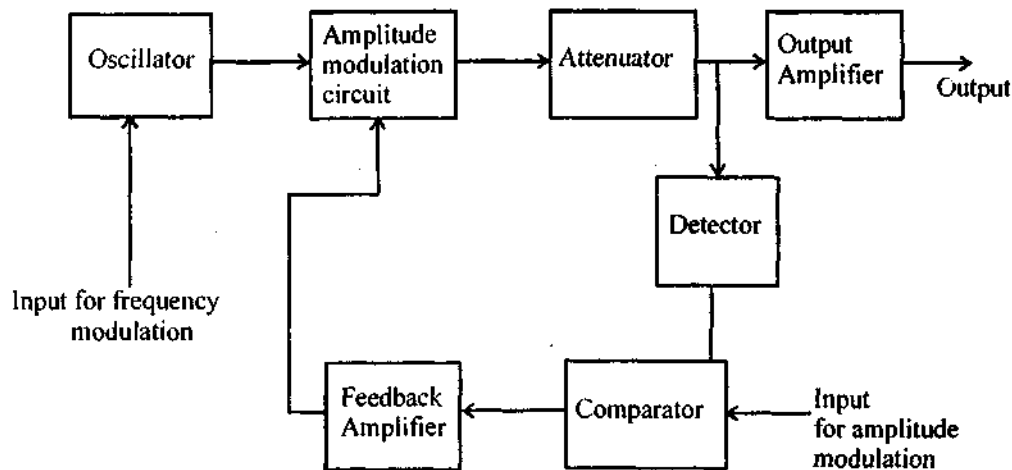 Oscillator
Amplitude
modulation
circuit
Attenuator
Output
Amplifier
Output
Detector
Input for frequency
modulation
Feedback
Amplifier
Comparator
Input
for amplitude
modulation